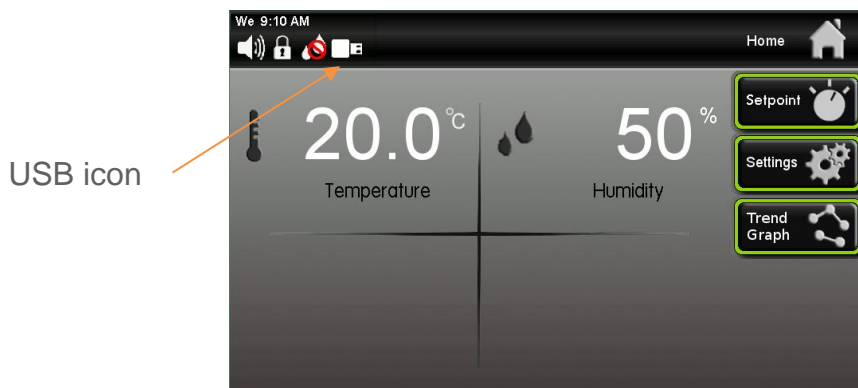 We 9:10 AM
Home
Setpoint
20.0°C
50%
Settings
USB icon
Temperature
Humidity
Trend
Graph